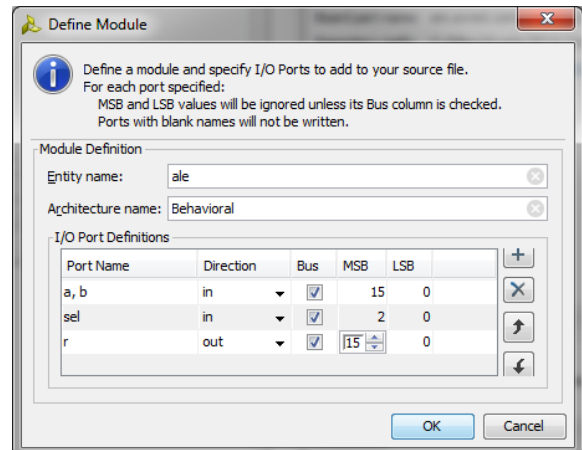 Define Module
Define a module and specify I/O Ports to add to your source file.
For each port specified:
MSB and LSB values will be ignored unless its Bus column is checked.
Ports with blank names will not be written.
Module Definition
Entity name: ale
Architecture name: Behavioral
I/O Port Definitions
Port Name Direction Bus MSB LSB
a, b in 15 0
sel in 2 0
r out 15 0
OK Cancel